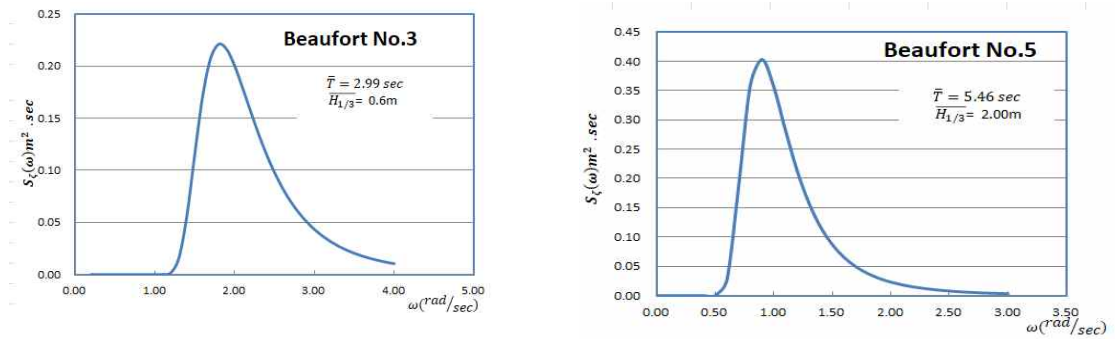 Beaufort No.3
T̄ = 2.99 sec
H̅₁/₃= 0.6m
S_ζ(ω)m² .sec
0.25
0.20
0.15
0.10
0.05
0.00
0.00 1.00 2.00 3.00 4.00 5.00
ω(rad/sec)
Beaufort No.5
T̄ = 5.46 sec
H̅₁/₃= 2.00m
S_ζ(ω)m² .sec
0.45
0.40
0.35
0.30
0.25
0.20
0.15
0.10
0.05
0.00
0.00 0.50 1.00 1.50 2.00 2.50 3.00 3.50
ω(rad/sec)